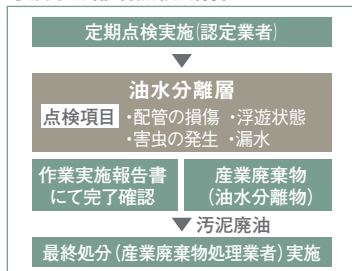 定期点検実施(認定業者)
▼
油水分離層
点検項目 ・配管の損傷 ・浮遊状態
・害虫の発生 ・漏水
作業実施報告書
にて完了確認
産業廃棄物
(油水分離物)
▼ 汚泥廃油
最終処分(産業廃棄物処理業者)実施